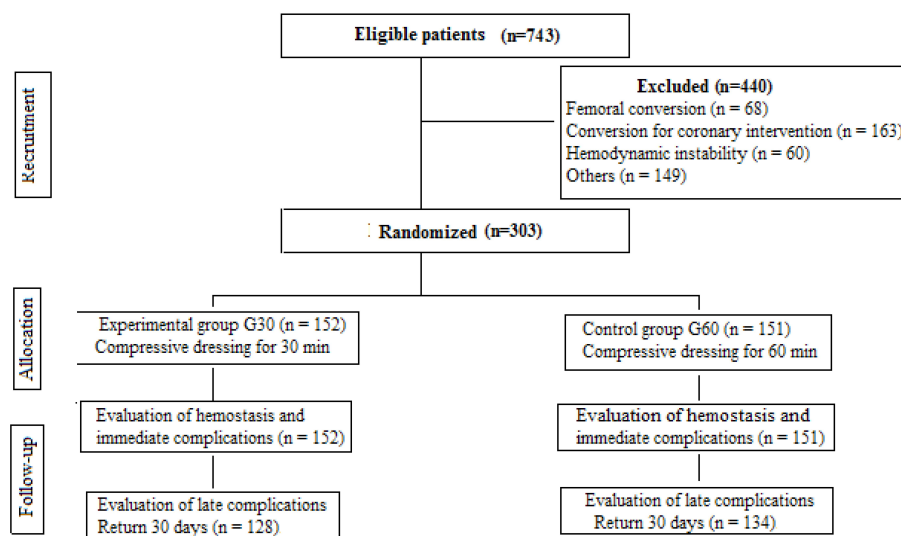 Eligible patients (n=743)
Recruitment
Excluded (n=440)
Femoral conversion (n = 68)
Conversion for coronary intervention (n = 163)
Hemodynamic instability (n = 60)
Others (n = 149)
Randomized (n=303)
Allocation
Experimental group G30 (n = 152)
Compressive dressing for 30 min
Control group G60 (n = 151)
Compressive dressing for 60 min
Follow-up
Evaluation of hemostasis and
immediate complications (n = 152)
Evaluation of hemostasis and
immediate complications (n = 151)
Evaluation of late complications
Return 30 days (n = 128)
Evaluation of late complications
Return 30 days (n = 134)